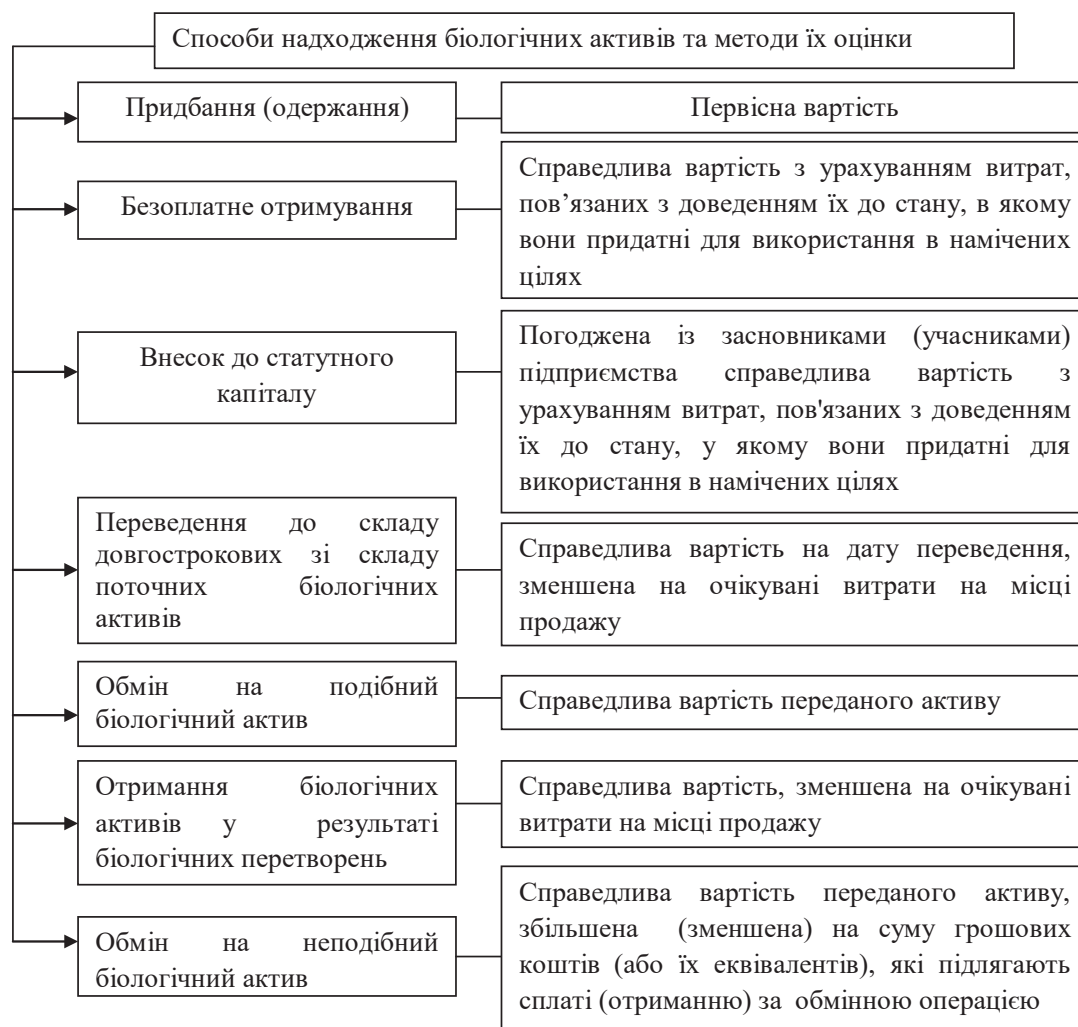 Способи надходження біологічних активів та методи їх оцінки
Придбання (одержання)
Первісна вартість
Безоплатне отримування
Справедлива вартість з урахуванням витрат,
пов’язаних з доведенням їх до стану, в якому
вони придатні для використання в намічених
цілях
Внесок до статутного
капіталу
Погоджена із засновниками (учасниками)
підприємства справедлива вартість з
урахуванням витрат, пов'язаних з доведенням
їх до стану, у якому вони придатні для
використання в намічених цілях
Переведення до складу
довгострокових зі складу
поточних біологічних
активів
Справедлива вартість на дату переведення,
зменшена на очікувані витрати на місці
продажу
Обмін на подібний
біологічний актив
Справедлива вартість переданого активу
Отримання біологічних
активів у результаті
біологічних перетворень
Справедлива вартість, зменшена на очікувані
витрати на місці продажу
Обмін на неподібний
біологічний актив
Справедлива вартість переданого активу,
збільшена (зменшена) на суму грошових
коштів (або їх еквівалентів), які підлягають
сплаті (отриманню) за обмінною операцією